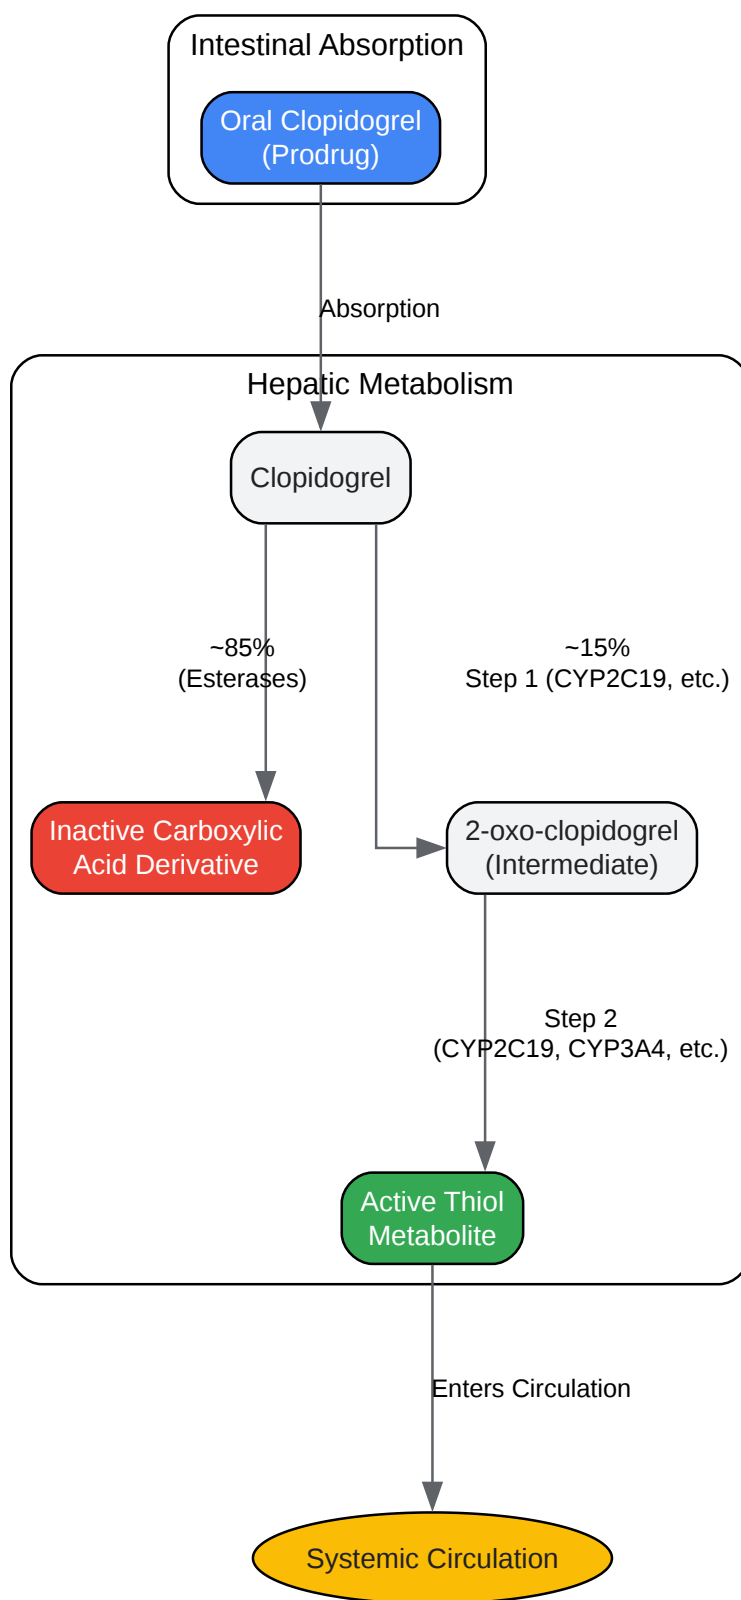 Intestinal Absorption
Oral Clopidogrel
(Prodrug)
Absorption
Hepatic Metabolism
Clopidogrel
~85%
(Esterases)
~15%
Step 1 (CYP2C19, etc.)
Inactive Carboxylic
Acid Derivative
2-oxo-clopidogrel
(Intermediate)
Step 2
(CYP2C19, CYP3A4, etc.)
Active Thiol
Metabolite
Enters Circulation
Systemic Circulation